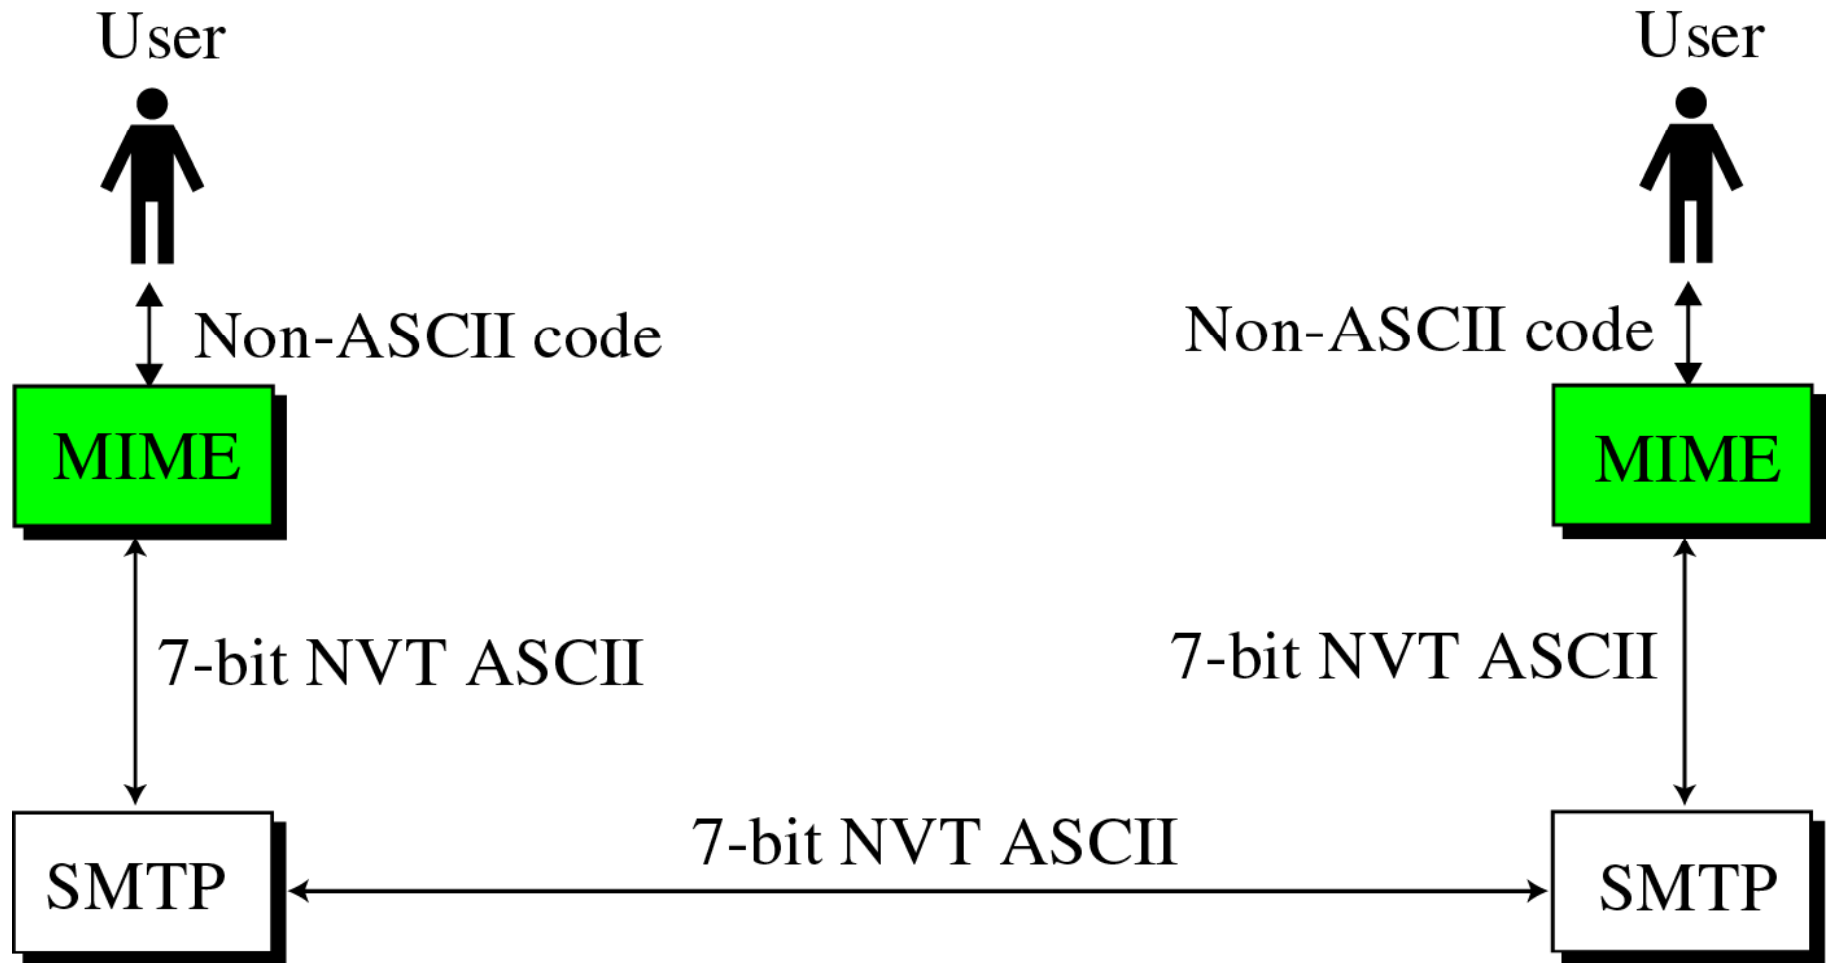 User
User
Non-ASCII code
Non-ASCII code
MIME
MIME
7-bit NVT ASCII
7-bit NVT ASCII
7-bit NVT ASCII
SMTP
SMTP